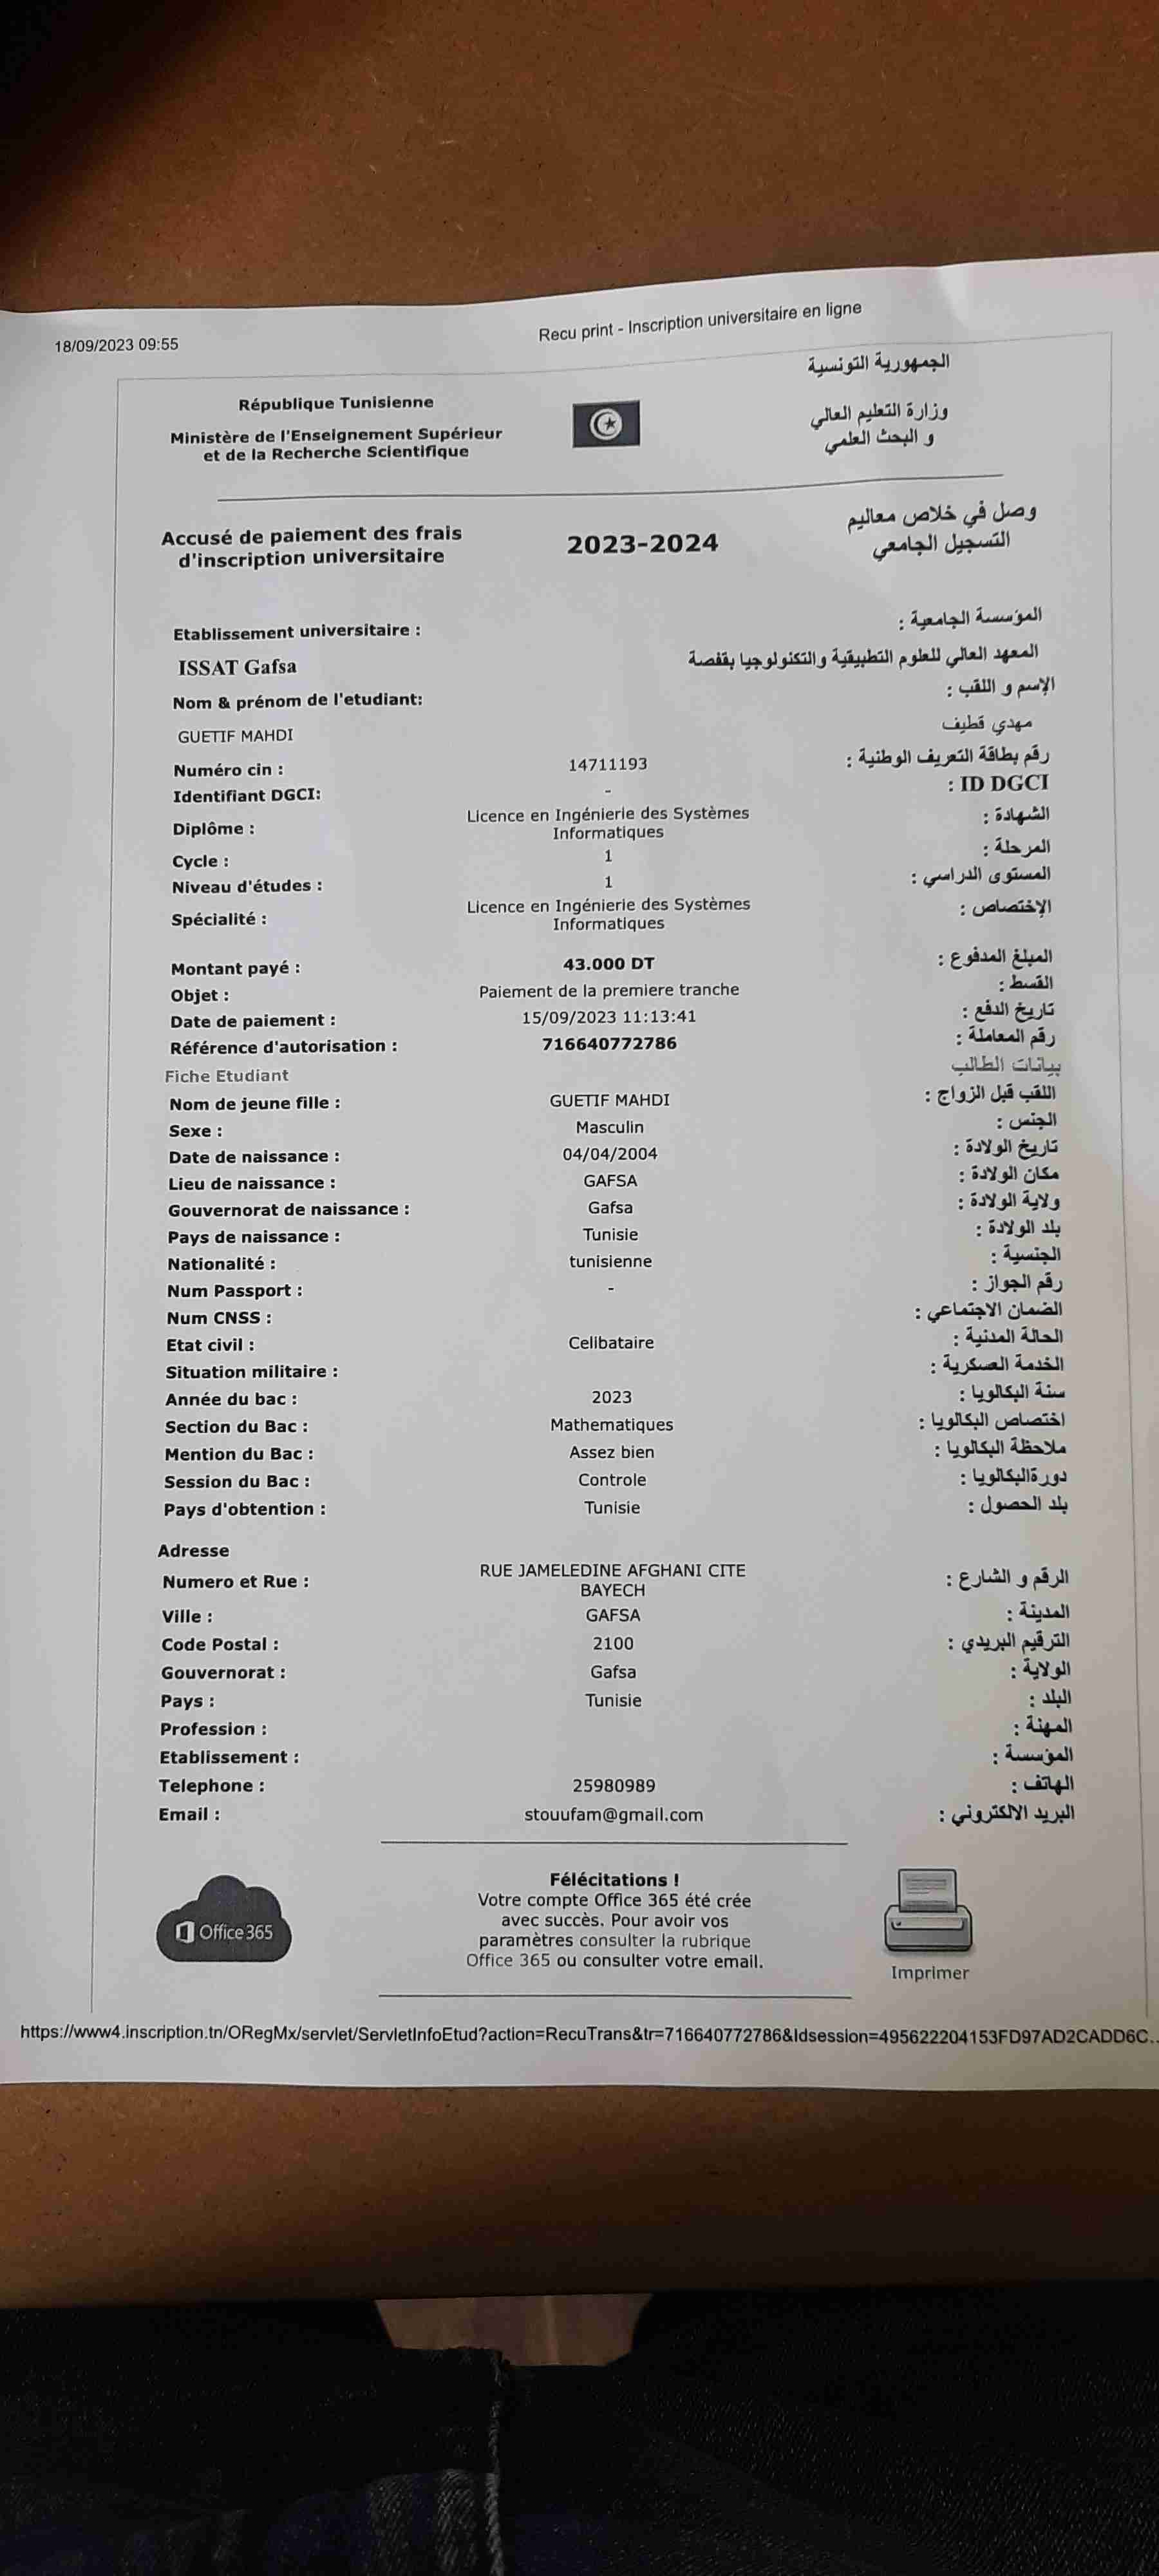 18/09/2023 09:55
Recu print - Inscription universitaire en ligne
République Tunisienne
الجمهورية التونسية
Ministère de l'Enseignement Supérieur
et de la Recherche Scientifique
وزارة التعليم العالي
و البحث العلمي
Accusé de paiement des frais
d'inscription universitaire
2023-2024
وصل في خلاص معاليم
التسجيل الجامعي
Etablissement universitaire :
المؤسسة الجامعية :
ISSAT Gafsa
المعهد العالي للعلوم التطبيقية والتكنولوجيا بقفصة
Nom & prénom de l'etudiant:
الإسم و اللقب :
GUETIF MAHDI
مهدي قطيف
Numéro cin : 14711193 رقم بطاقة التعريف الوطنية :
Identifiant DGCI: - ID DGCI :
Diplôme : Licence en Ingénierie des Systèmes
Informatiques الشهادة :
Cycle : 1 المرحلة :
Niveau d'études : 1 المستوى الدراسي :
Spécialité : Licence en Ingénierie des Systèmes
Informatiques الإختصاص :
Montant payé : 43.000 DT المبلغ المدفوع :
Objet : Paiement de la premiere tranche القسط :
Date de paiement : 15/09/2023 11:13:41 تاريخ الدفع :
Référence d'autorisation : 716640772786 رقم المعاملة :
Fiche Etudiant بيانات الطالب
Nom de jeune fille : GUETIF MAHDI اللقب قبل الزواج :
Sexe : Masculin الجنس :
Date de naissance : 04/04/2004 تاريخ الولادة :
Lieu de naissance : GAFSA مكان الولادة :
Gouvernorat de naissance : Gafsa ولاية الولادة :
Pays de naissance : Tunisie بلد الولادة :
Nationalité : tunisienne الجنسية :
Num Passport : - رقم الجواز :
Num CNSS : الضمان الاجتماعي :
Etat civil : Celibataire الحالة المدنية :
Situation militaire : الخدمة العسكرية :
Année du bac : 2023 سنة البكالويا :
Section du Bac : Mathematiques اختصاص البكالويا :
Mention du Bac : Assez bien ملاحظة البكالويا :
Session du Bac : Controle دورةالبكالويا :
Pays d'obtention : Tunisie بلد الحصول :
Adresse
Numero et Rue : RUE JAMELEDINE AFGHANI CITE
BAYECH الرقم و الشارع :
Ville : GAFSA المدينة :
Code Postal : 2100 الترقيم البريدي :
Gouvernorat : Gafsa الولاية :
Pays : Tunisie البلد :
Profession : المهنة :
Etablissement : المؤسسة :
Telephone : 25980989 الهاتف :
Email : stouufam@gmail.com البريد الالكتروني :
Office 365
Félécitations !
Votre compte Office 365 été crée
avec succès. Pour avoir vos
paramètres consulter la rubrique
Office 365 ou consulter votre email.
Imprimer
https://www4.inscription.tn/ORegMx/servlet/ServletInfoEtud?action=RecuTrans&tr=716640772786&Idsession=495622204153FD97AD2CADD6C...